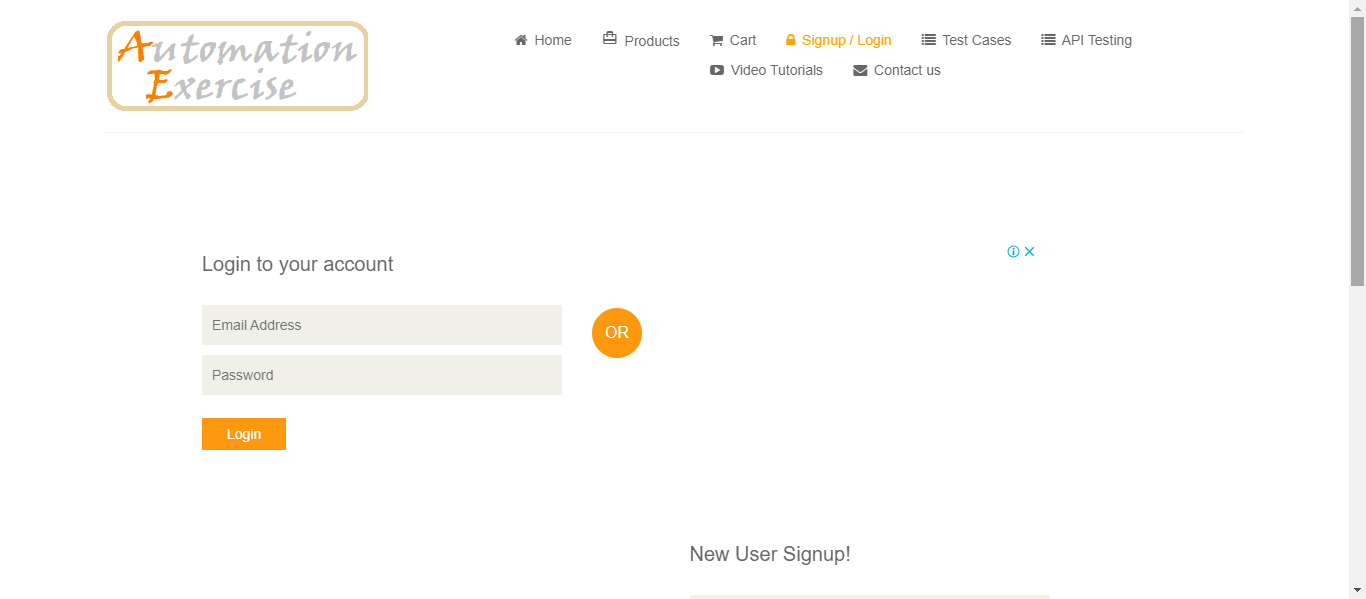 Automation
Exercise
Home Products Cart Signup / Login Test Cases API Testing
Video Tutorials Contact us
Login to your account
Email Address
OR
Password
Login
New User Signup!